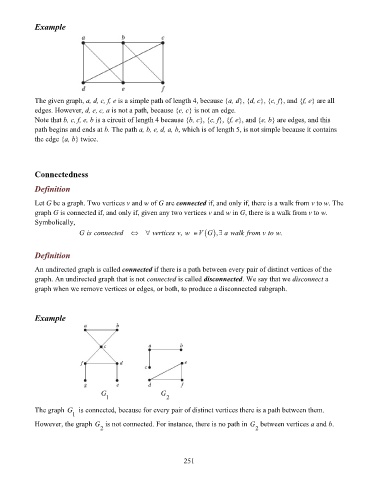 Example
a b c
d e f
The given graph, a, d, c, f, e is a simple path of length 4, because {a, d}, {d, c}, {c, f}, and {f, e} are all
edges. However, d, e, c, a is not a path, because {e, c} is not an edge.
Note that b, c, f, e, b is a circuit of length 4 because {b, c}, {c, f}, {f, e}, and {e, b} are edges, and this
path begins and ends at b. The path a, b, e, d, a, b, which is of length 5, is not simple because it contains
the edge {a, b} twice.
Connectedness
Definition
Let G be a graph. Two vertices v and w of G are connected if, and only if, there is a walk from v to w. The
graph G is connected if, and only if, given any two vertices v and w in G, there is a walk from v to w.
Symbolically,
G is connected ⇔ ∀ vertices v, w ∈ V(G), ∃ a walk from v to w.
Definition
An undirected graph is called connected if there is a path between every pair of distinct vertices of the
graph. An undirected graph that is not connected is called disconnected. We say that we disconnect a
graph when we remove vertices or edges, or both, to produce a disconnected subgraph.
Example
a b
c a b
f d c e
g e d f
G1 G2
The graph G1 is connected, because for every pair of distinct vertices there is a path between them.
However, the graph G2 is not connected. For instance, there is no path in G2 between vertices a and b.
251